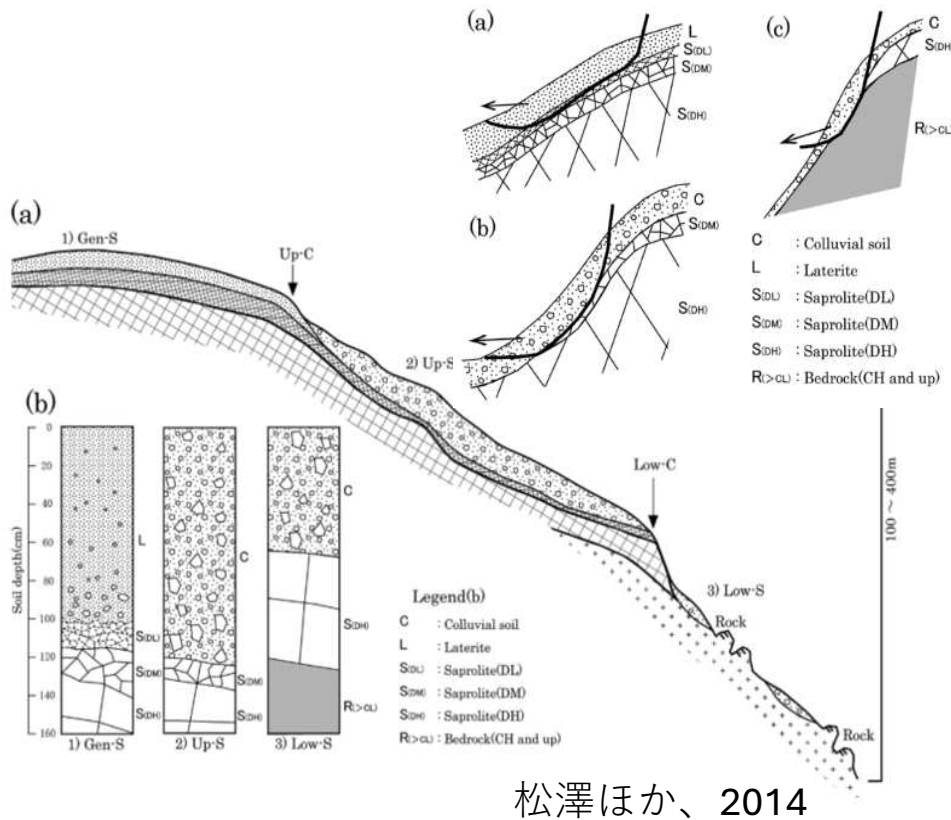 (a)
L
S(DL)
S(DM)
S(DH)
(c)
C
S(DH
R(>CL)
(b)
C
S(DM)
S(DH)
C : Colluvial soil
L : Laterite
S(DL) : Saprolite(DL)
S(DM) : Saprolite(DM)
S(DH) : Saprolite(DH)
R(>CL) : Bedrock(CH and up)
(a)
1) Gen-S
Up-C
2) Up-S
Low-C
3) Low-S
Rock
Rock
100 ～ 400m
(b)
Soil depth(cm)
0
20
40
60
80
100
120
140
160
L
S(DL)
S(DM)
S(DH)
1) Gen-S
C
S(DM)
S(DH)
2) Up-S
C
S(DH)
R(>CL)
3) Low-S
Legend(b)
C : Colluvial soil
L : Laterite
S(DL) : Saprolite(DL)
S(DM) : Saprolite(DM)
S(DH) : Saprolite(DH)
R(>CL) : Bedrock(CH and up)
松澤ほか、2014